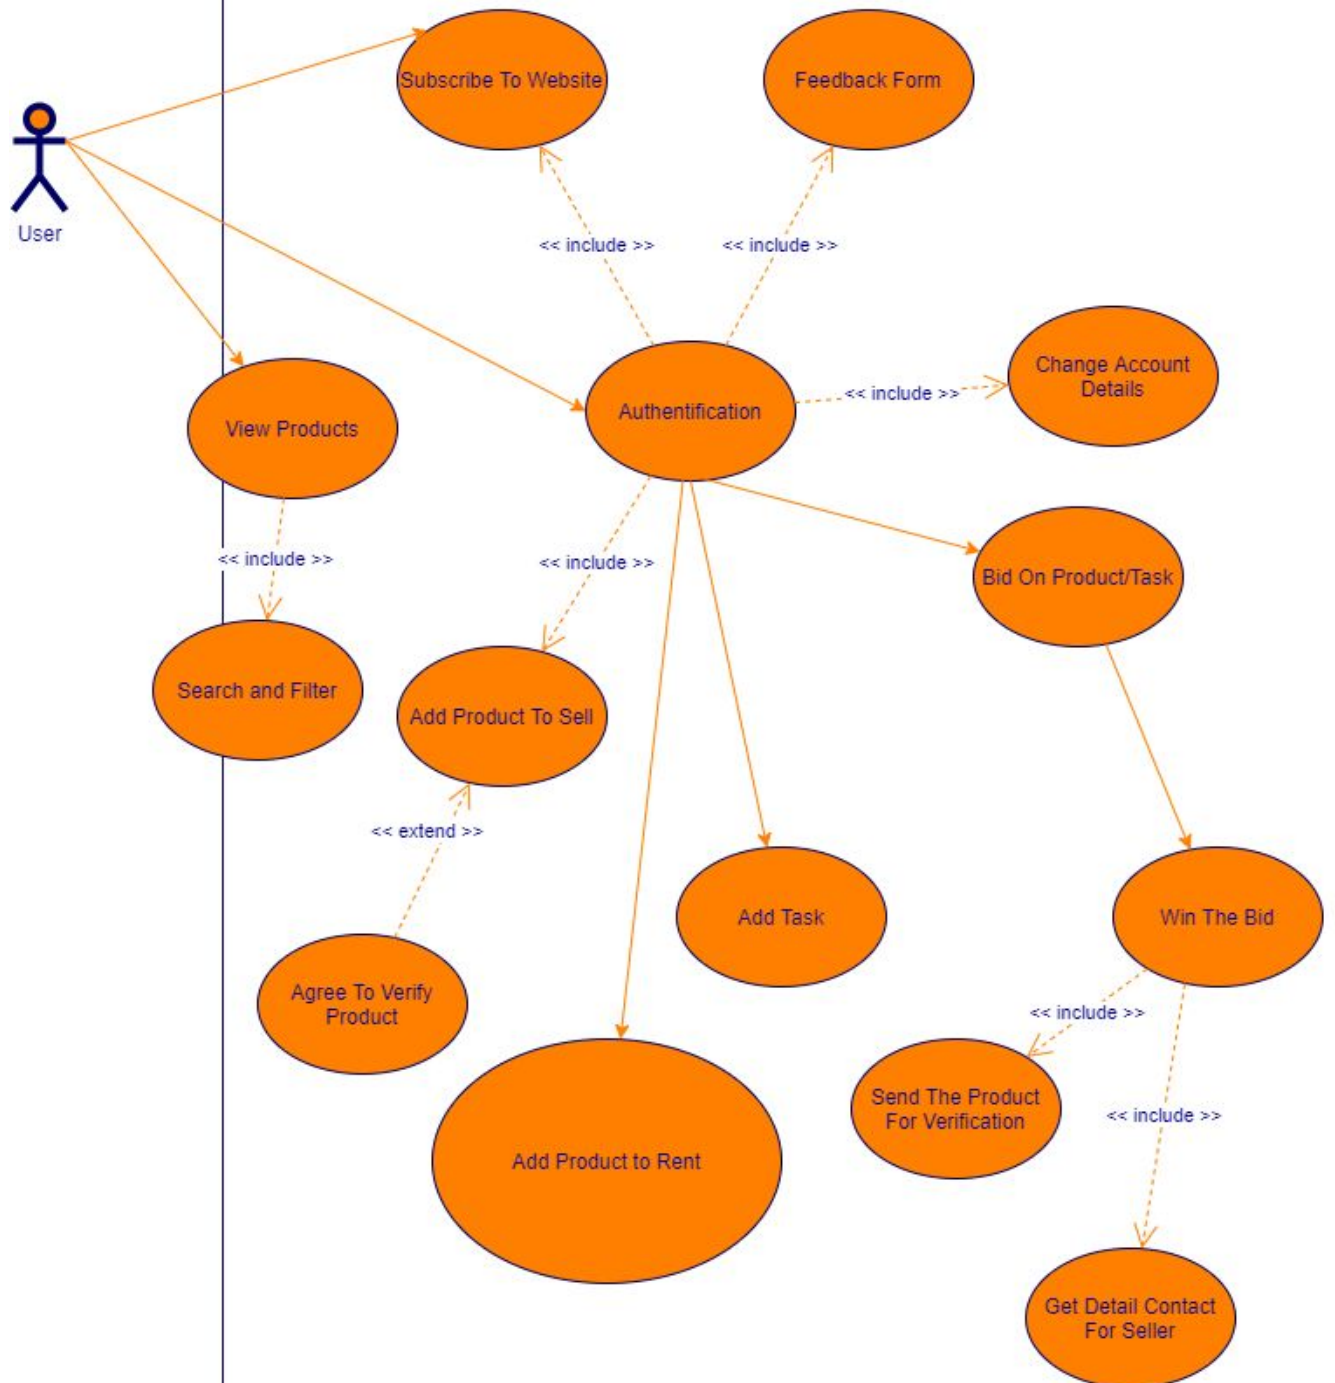 Subscribe To Website
Feedback Form
User
<< include >>
<< include >>
Change Account
Details
<< include >>
Authentification
View Products
<< include >>
<< include >>
Bid On Product/Task
Search and Filter
Add Product To Sell
<< extend >>
Add Task
Win The Bid
Agree To Verify
Product
<< include >>
Send The Product
For Verification
<< include >>
Add Product to Rent
Get Detail Contact
For Seller